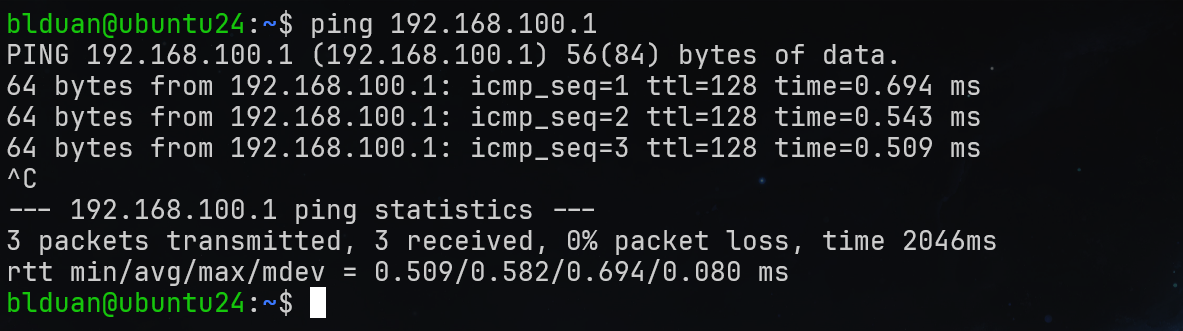 blduan@ubuntu24:~$ ping 192.168.100.1
PING 192.168.100.1 (192.168.100.1) 56(84) bytes of data.
64 bytes from 192.168.100.1: icmp_seq=1 ttl=128 time=0.694 ms
64 bytes from 192.168.100.1: icmp_seq=2 ttl=128 time=0.543 ms
64 bytes from 192.168.100.1: icmp_seq=3 ttl=128 time=0.509 ms
^C
--- 192.168.100.1 ping statistics ---
3 packets transmitted, 3 received, 0% packet loss, time 2046ms
rtt min/avg/max/mdev = 0.509/0.582/0.694/0.080 ms
blduan@ubuntu24:~$